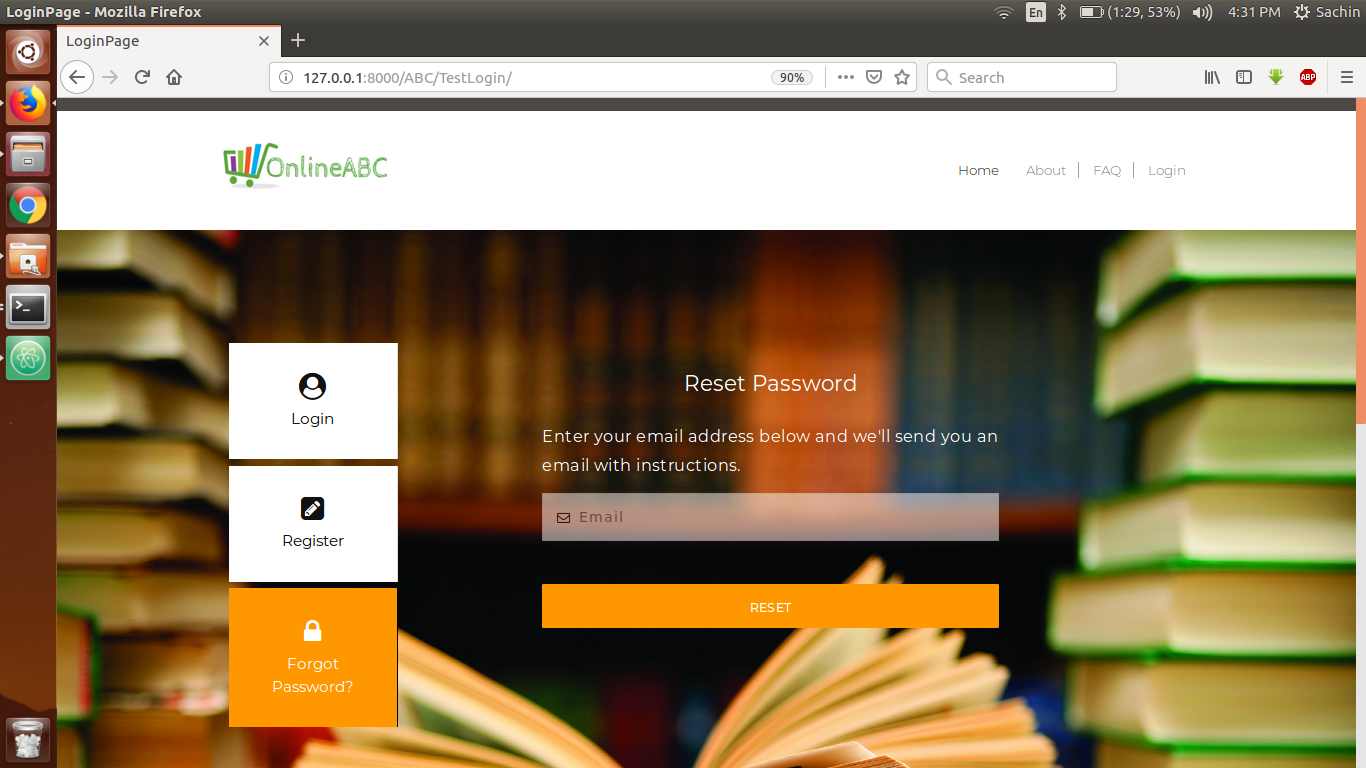 LoginPage - Mozilla Firefox
En
(1:29, 53%)
4:31 PM
Sachin
LoginPage
127.0.0.1:8000/ABC/TestLogin/
90%
Search
ABP
OnlineABC
Home
About
FAQ
Login
Login
Register
Forgot
Password?
Reset Password
Enter your email address below and we'll send you an
email with instructions.
Email
RESET